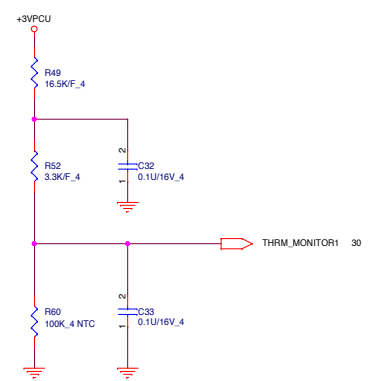 +3VPCU
R49
16.5K/F_4
2
R52
3.3K/F_4
C32
0.1U/16V_4
1
THRM_MONITOR1 30
2
R60
100K_4 NTC
C33
0.1U/16V_4
1